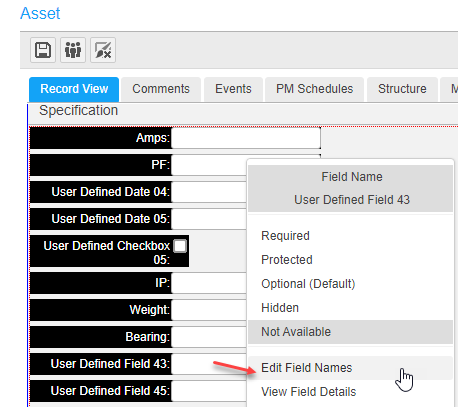 Asset
Record View
Comments
Events
PM Schedules
Structure
M
Specification
Amps:
PF:
User Defined Date 04:
User Defined Date 05:
User Defined Checkbox
05:
IP:
Weight:
Bearing:
User Defined Field 43:
User Defined Field 45:
Field Name
User Defined Field 43
Required
Protected
Optional (Default)
Hidden
Not Available
Edit Field Names
View Field Details